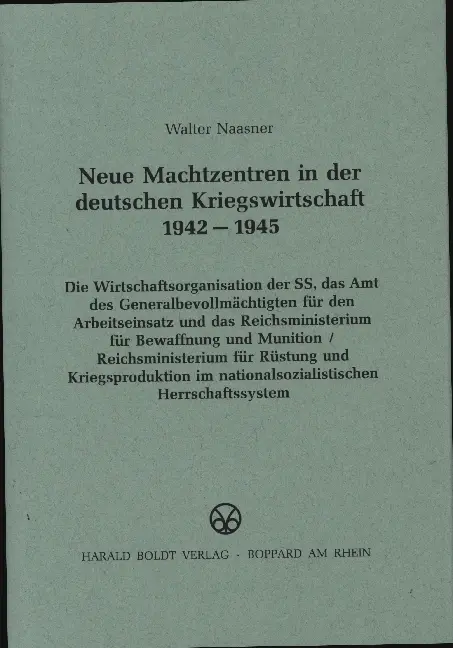 Walter Naasner
Neue Machtzentren in der
deutschen Kriegswirtschaft
1942 – 1945
Die Wirtschaftsorganisation der SS, das Amt
des Generalbevollmächtigten für den
Arbeitseinsatz und das Reichsministerium
für Bewaffnung und Munition /
Reichsministerium für Rüstung und
Kriegsproduktion im nationalsozialistischen
Herrschaftssystem
HARALD BOLDT VERLAG · BOPPARD AM RHEIN